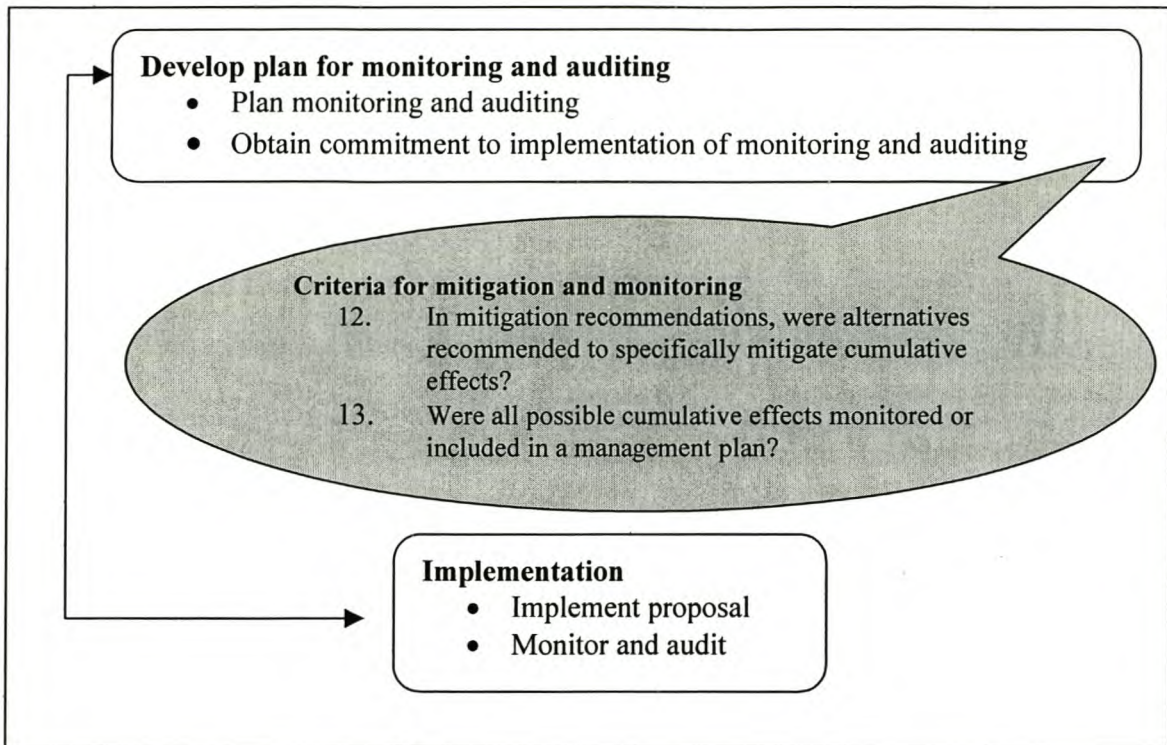 Develop plan for monitoring and auditing
• Plan monitoring and auditing
• Obtain commitment to implementation of monitoring and auditing
Criteria for mitigation and monitoring
12. In mitigation recommendations, were alternatives
recommended to specifically mitigate cumulative
effects?
13. Were all possible cumulative effects monitored or
included in a management plan?
Implementation
• Implement proposal
• Monitor and audit